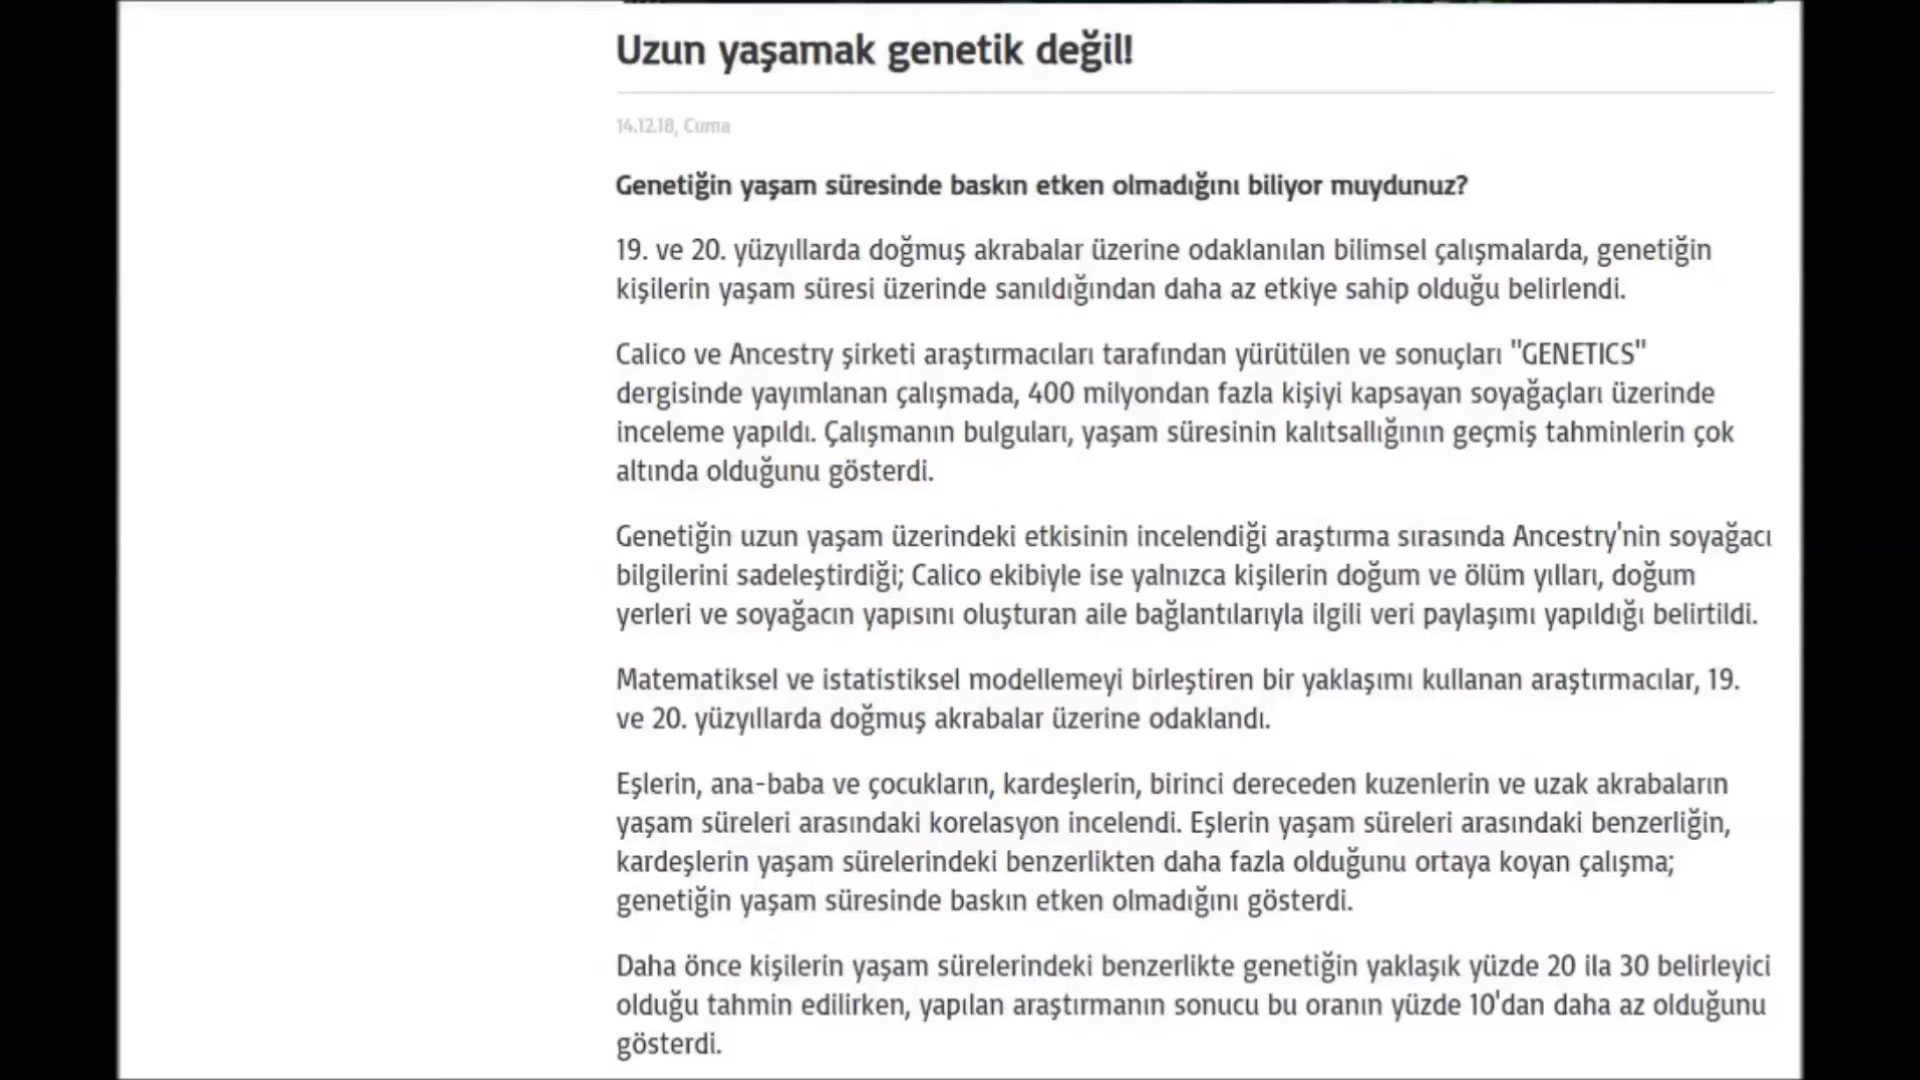 Uzun yaşamak genetik değil!
14.12.18, Cuma
Genetiğin yaşam süresinde baskın etken olmadığını biliyor muydunuz?
19. ve 20. yüzyıllarda doğmuş akrabalar üzerine odaklanılan bilimsel çalışmalarda, genetiğin
kişilerin yaşam süresi üzerinde sanıldığından daha az etkiye sahip olduğu belirlendi.
Calico ve Ancestry şirketi araştırmacıları tarafından yürütülen ve sonuçları "GENETICS"
dergisinde yayımlanan çalışmada, 400 milyondan fazla kişiyi kapsayan soyağaçları üzerinde
inceleme yapıldı. Çalışmanın bulguları, yaşam süresinin kalıtsallığının geçmiş tahminlerin çok
altında olduğunu gösterdi.
Genetiğin uzun yaşam üzerindeki etkisinin incelendiği araştırma sırasında Ancestry'nin soyağacı
bilgilerini sadeleştirdiği; Calico ekibiyle ise yalnızca kişilerin doğum ve ölüm yılları, doğum
yerleri ve soyağacın yapısını oluşturan aile bağlantılarıyla ilgili veri paylaşımı yapıldığı belirtildi.
Matematiksel ve istatistiksel modellemeyi birleştiren bir yaklaşımı kullanan araştırmacılar, 19.
ve 20. yüzyıllarda doğmuş akrabalar üzerine odaklandı.
Eşlerin, ana-baba ve çocukların, kardeşlerin, birinci dereceden kuzenlerin ve uzak akrabaların
yaşam süreleri arasındaki korelasyon incelendi. Eşlerin yaşam süreleri arasındaki benzerliğin,
kardeşlerin yaşam sürelerindeki benzerlikten daha fazla olduğunu ortaya koyan çalışma;
genetiğin yaşam süresinde baskın etken olmadığını gösterdi.
Daha önce kişilerin yaşam sürelerindeki benzerlikte genetiğin yaklaşık yüzde 20 ila 30 belirleyici
olduğu tahmin edilirken, yapılan araştırmanın sonucu bu oranın yüzde 10'dan daha az olduğunu
gösterdi.